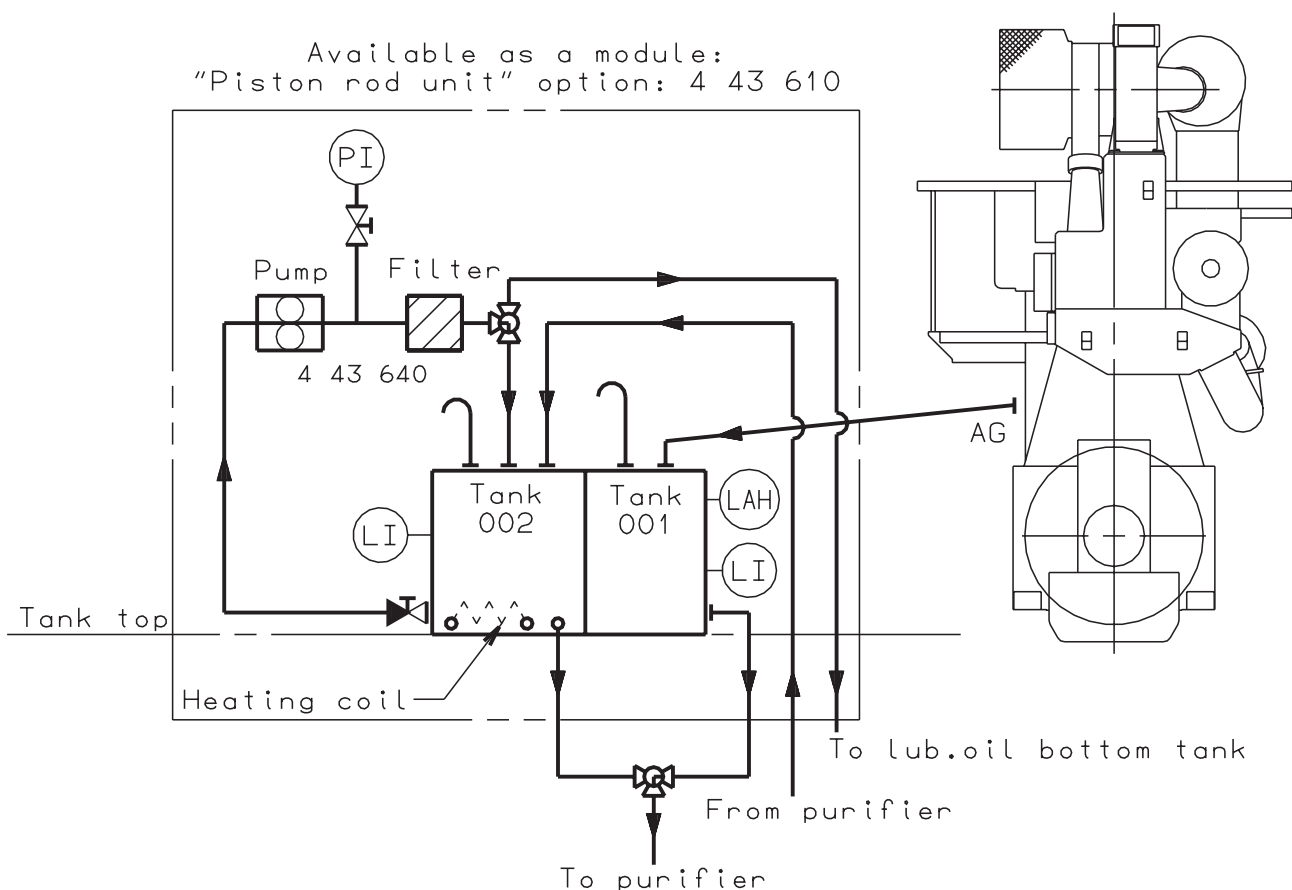 Available as a module:
"Piston rod unit" option: 4 43 610
PI
Pump
Filter
4 43 640
AG
Tank
002
Tank
001
LAH
LI
LI
Tank top
Heating coil
To lub.oil bottom tank
From purifier
To purifier